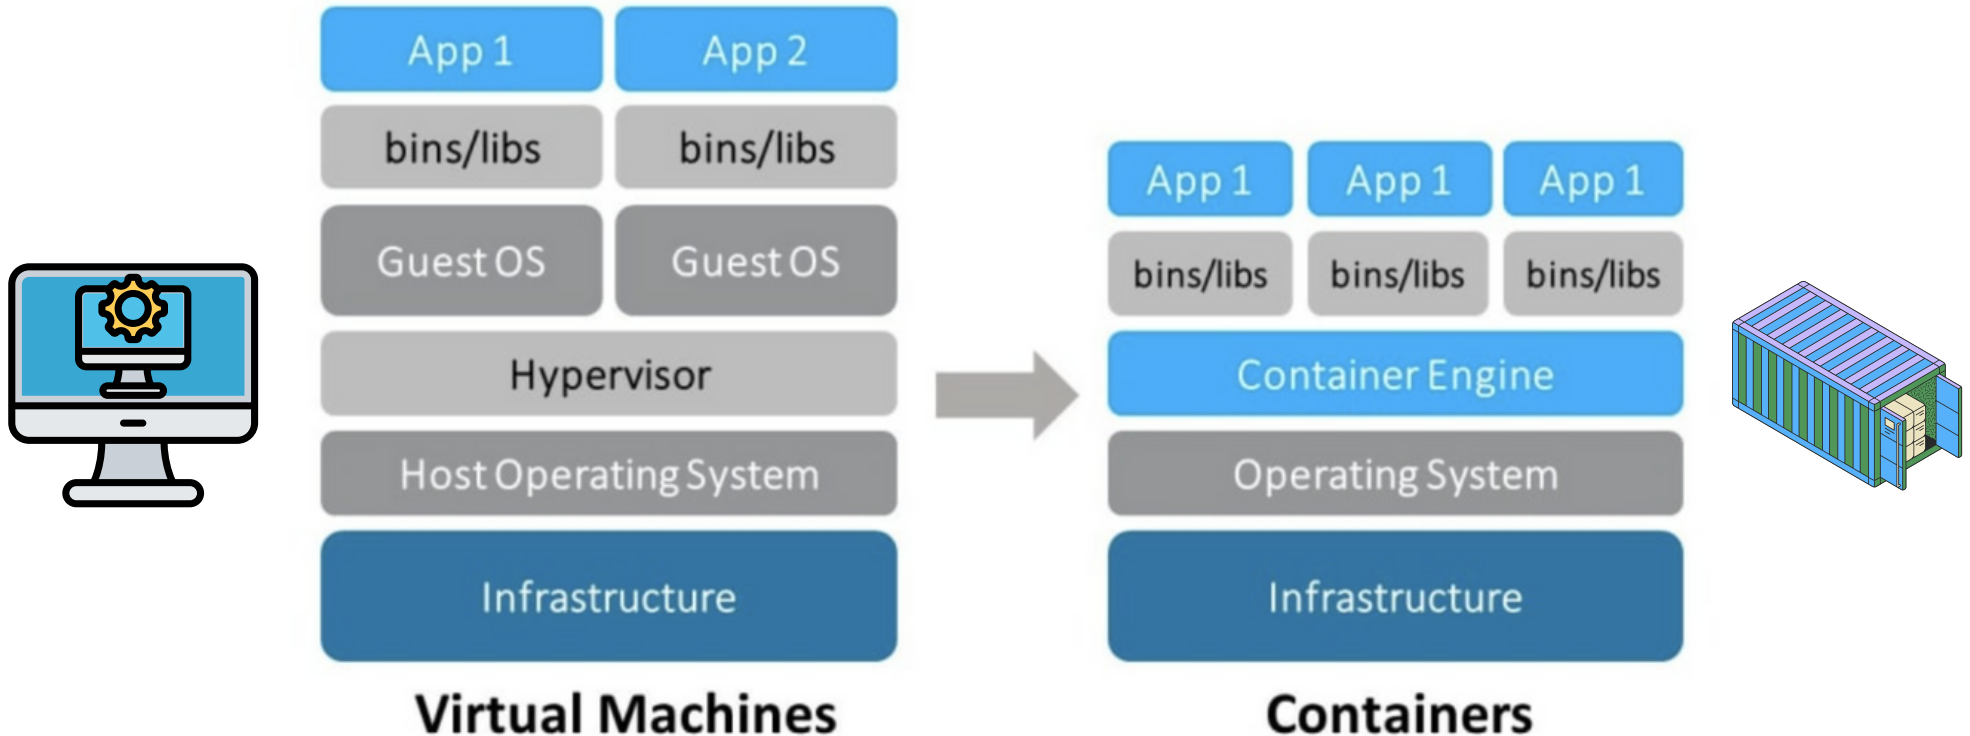 App 1
App 2
bins/libs
bins/libs
Guest OS
Guest OS
Hypervisor
Host Operating System
Infrastructure
Virtual Machines
App 1
App 1
App 1
bins/libs
bins/libs
bins/libs
Container Engine
Operating System
Infrastructure
Containers